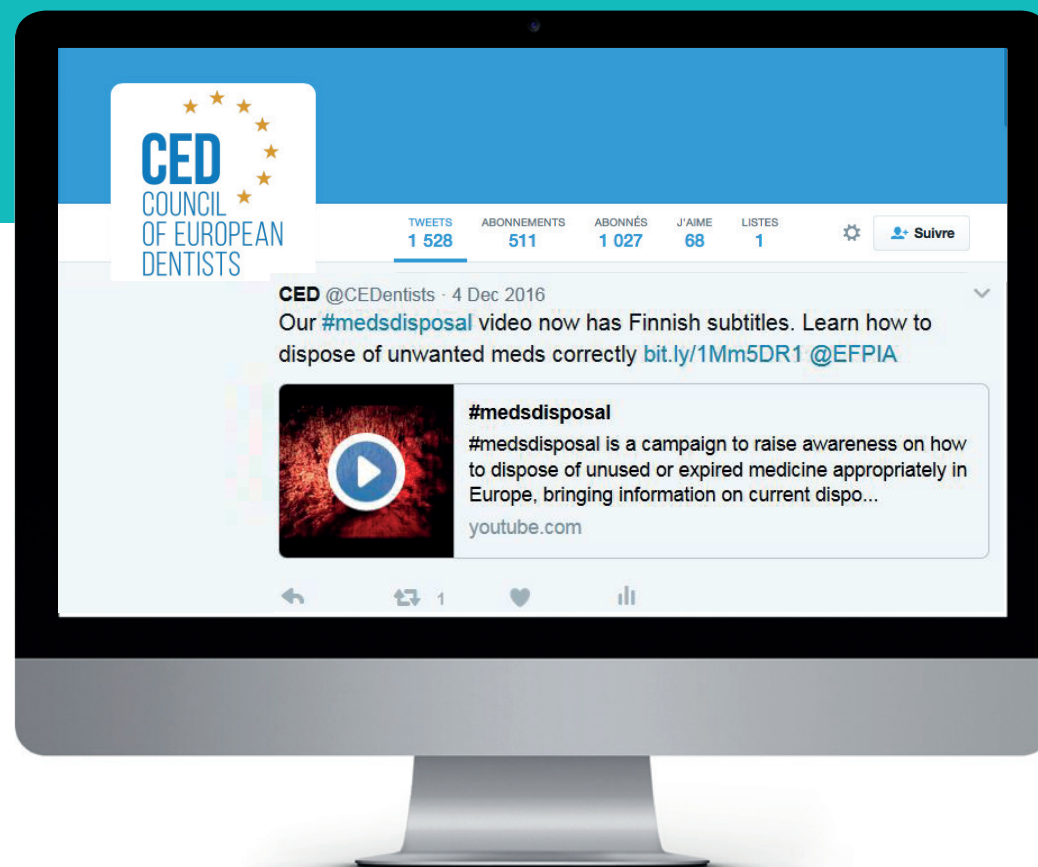 CED
COUNCIL
OF EUROPEAN
DENTISTS
TWEETS ABONNEMENTS ABONNÉS J'AIME LISTES
1 528 511 1 027 68 1
Suivre
CED @CEDentists · 4 Dec 2016
Our #medsdisposal video now has Finnish subtitles. Learn how to
dispose of unwanted meds correctly bit.ly/1Mm5DR1 @EFPIA
#medsdisposal
#medsdisposal is a campaign to raise awareness on how
to dispose of unused or expired medicine appropriately in
Europe, bringing information on current dispo...
youtube.com
1